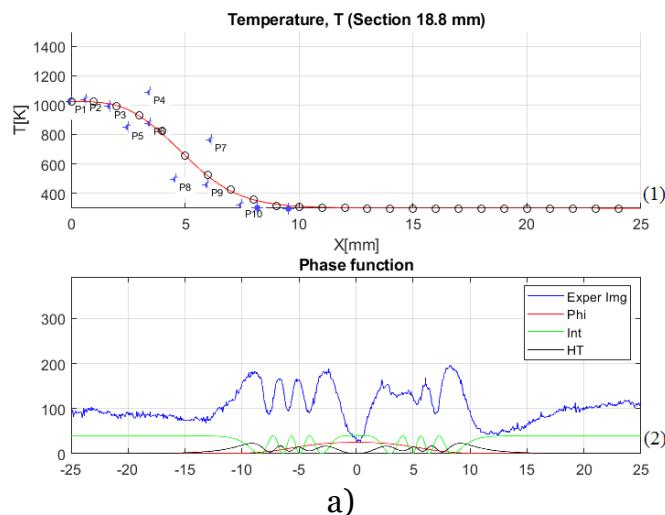 Temperature, T (Section 18.8 mm)
T[K]
1400
1200
1000
800
600
400
P1
P2
P3
P4
P5
P6
P7
P8
P9
P10
(1)
0
5
10
15
20
25
X[mm]
Phase function
300
200
100
0
Exper Img
Phi
Int
HT
(2)
-25
-20
-15
-10
-5
0
5
10
15
20
25
a)